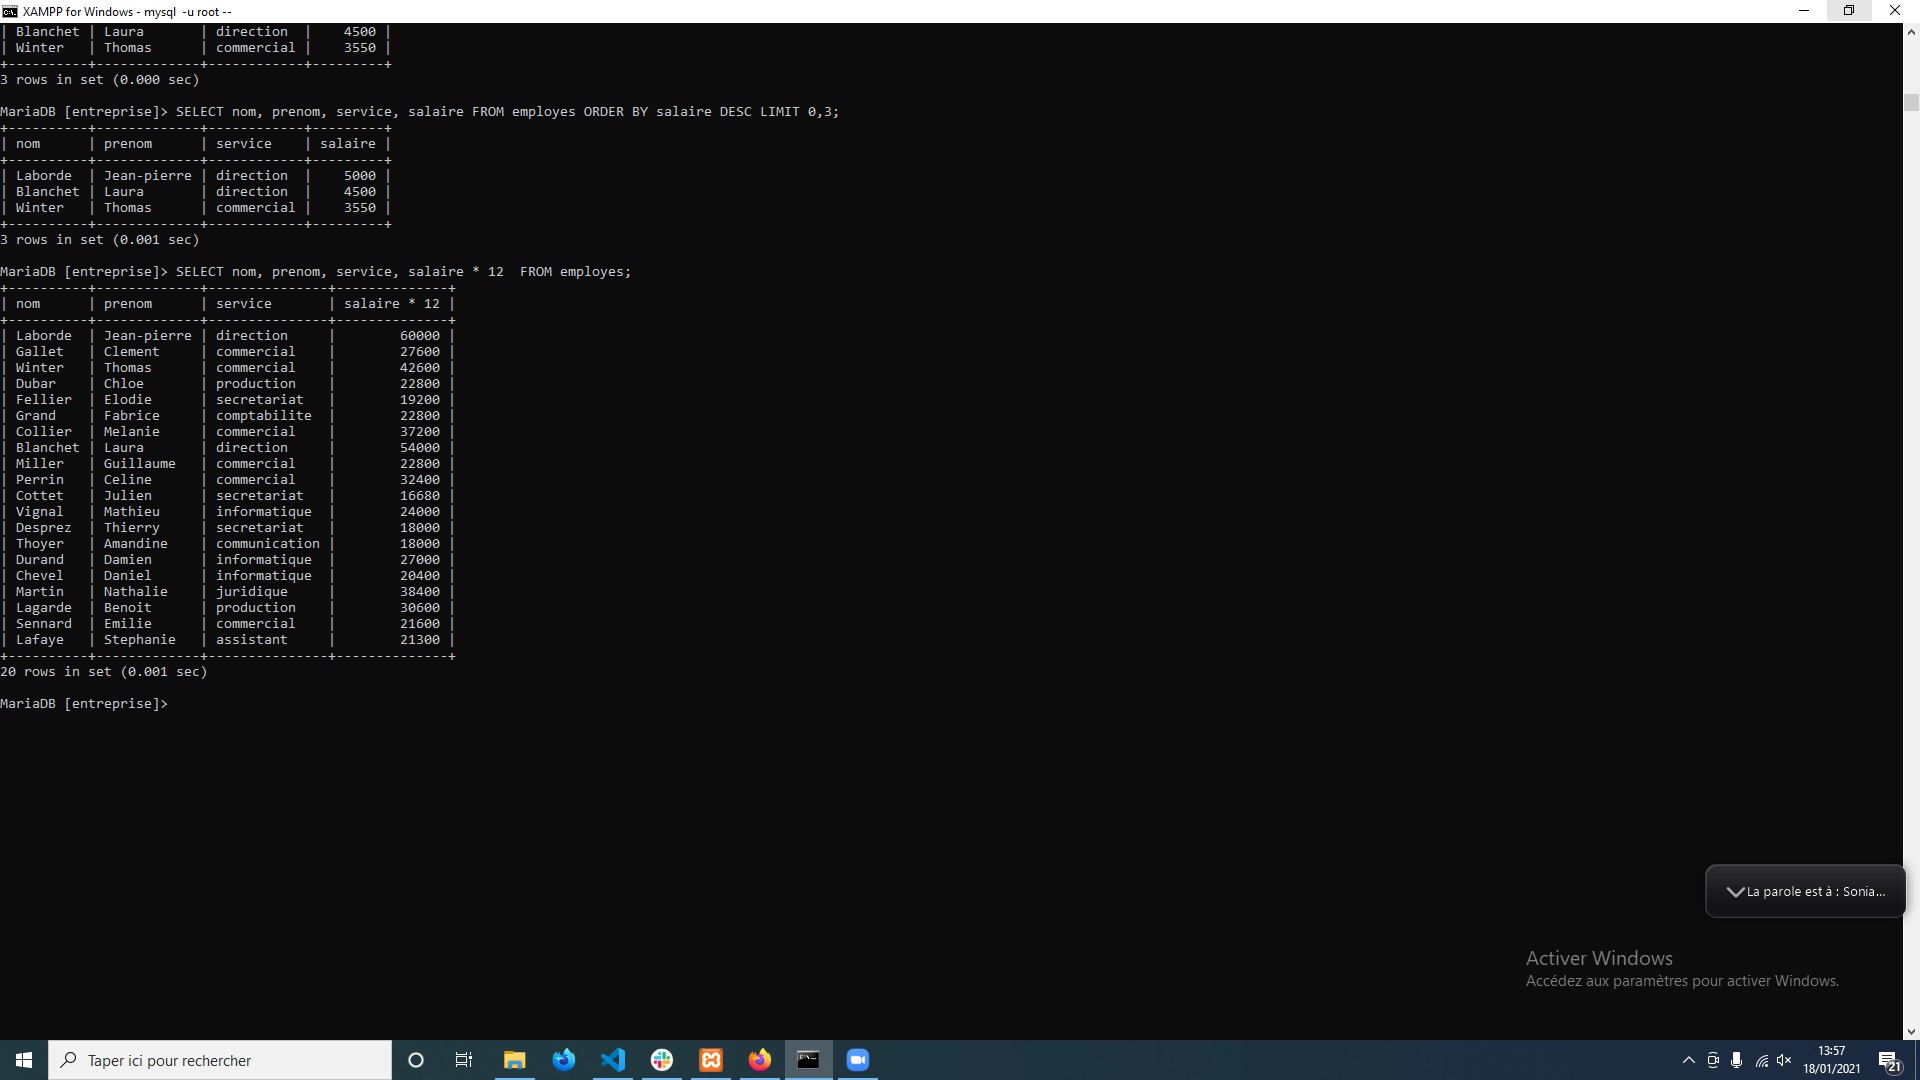 XAMPP for Windows - mysql -u root --
| Blanchet | Laura       | direction  |    4500 |
| Winter   | Thomas      | commercial |    3550 |
+----------+-------------+------------+---------+
3 rows in set (0.000 sec)
MariaDB [entreprise]> SELECT nom, prenom, service, salaire FROM employes ORDER BY salaire DESC LIMIT 0,3;
+----------+-------------+------------+---------+
| nom      | prenom      | service    | salaire |
+----------+-------------+------------+---------+
| Laborde  | Jean-pierre | direction  |    5000 |
| Blanchet | Laura       | direction  |    4500 |
| Winter   | Thomas      | commercial |    3550 |
+----------+-------------+------------+---------+
3 rows in set (0.001 sec)
MariaDB [entreprise]> SELECT nom, prenom, service, salaire * 12  FROM employes;
+----------+-------------+---------------+--------------+
| nom      | prenom      | service       | salaire * 12 |
+----------+-------------+---------------+--------------+
| Laborde  | Jean-pierre | direction     |        60000 |
| Gallet   | Clement     | commercial    |        27600 |
| Winter   | Thomas      | commercial    |        42600 |
| Dubar    | Chloe       | production    |        22800 |
| Fellier  | Elodie      | secretariat   |        19200 |
| Grand    | Fabrice     | comptabilite  |        22800 |
| Collier  | Melanie     | commercial    |        37200 |
| Blanchet | Laura       | direction     |        54000 |
| Miller   | Guillaume   | commercial    |        22800 |
| Perrin   | Celine      | commercial    |        32400 |
| Cottet   | Julien      | secretariat   |        16680 |
| Vignal   | Mathieu     | informatique  |        24000 |
| Desprez  | Thierry     | secretariat   |        18000 |
| Thoyer   | Amandine    | communication |        18000 |
| Durand   | Damien      | informatique  |        27000 |
| Chevel   | Daniel      | informatique  |        20400 |
| Martin   | Nathalie    | juridique     |        38400 |
| Lagarde  | Benoit      | production    |        30600 |
| Sennard  | Emilie      | commercial    |        21600 |
| Lafaye   | Stephanie   | assistant     |        21300 |
+----------+-------------+---------------+--------------+
20 rows in set (0.001 sec)
MariaDB [entreprise]>
La parole est à : Sonia...
Activer Windows
Accédez aux paramètres pour activer Windows.
Taper ici pour rechercher
13:57
18/01/2021
21